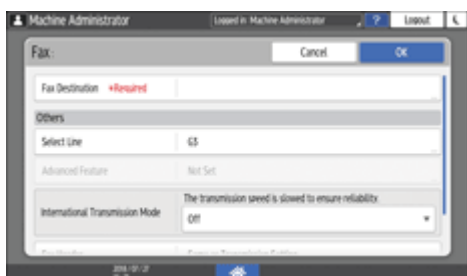 Machine Administrator
Logged in Machine Administrator
?
Logout
Fax:
Cancel
OK
Fax Destination *Required
Others
Select Line
G3
Advanced Feature
Not Set
The transmission speed is slowed to ensure reliability.
International Transmission Mode
Off